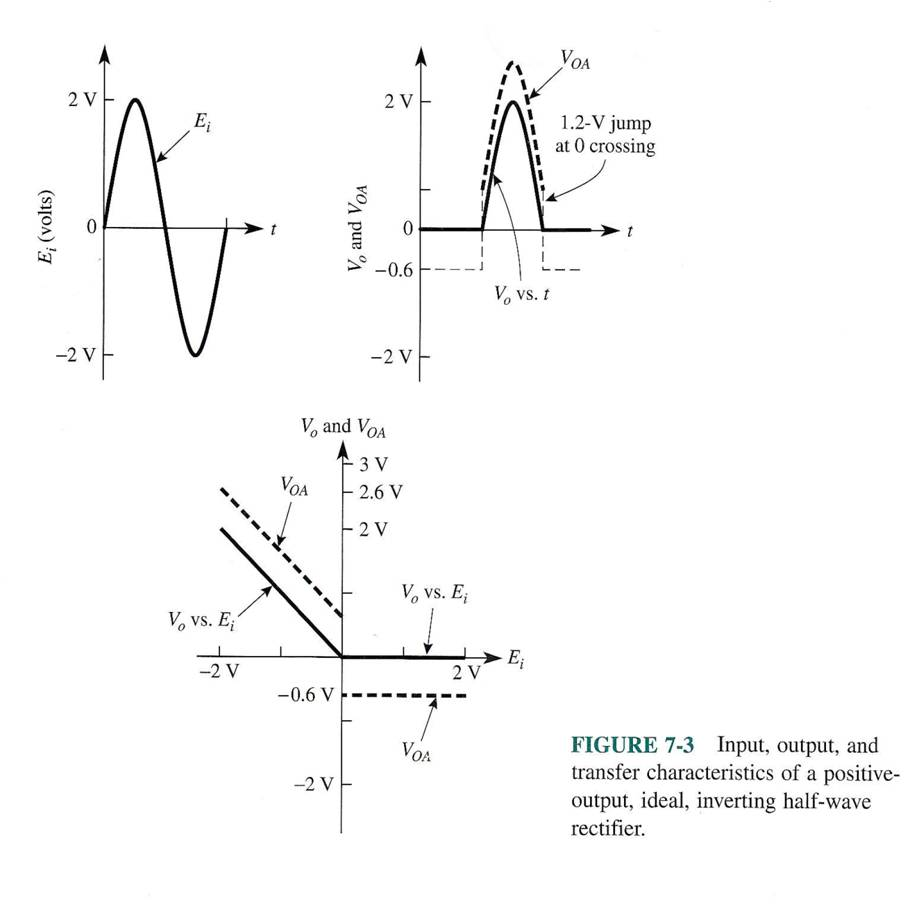 2 V
E_i
E_i (volts)
0
t
−2 V
V_OA
2 V
1.2-V jump
at 0 crossing
V_o and V_OA
0
t
−0.6
V_o vs. t
−2 V
V_o and V_OA
3 V
V_OA
2.6 V
2 V
V_o vs. E_i
V_o vs. E_i
E_i
−2 V
2 V
−0.6 V
V_OA
−2 V
FIGURE 7-3 Input, output, and
transfer characteristics of a positive-
output, ideal, inverting half-wave
rectifier.